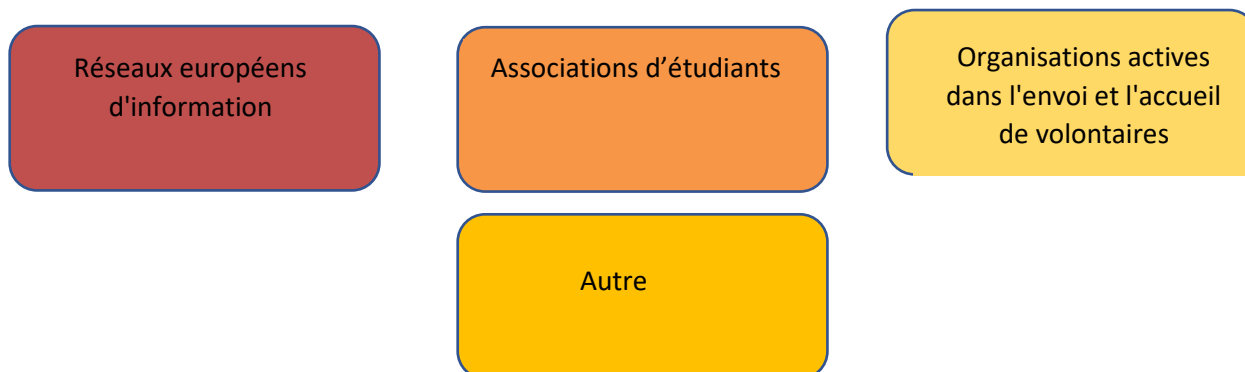 Réseaux européens
d'information
Associations d’étudiants
Organisations actives
dans l'envoi et l'accueil
de volontaires
Autre